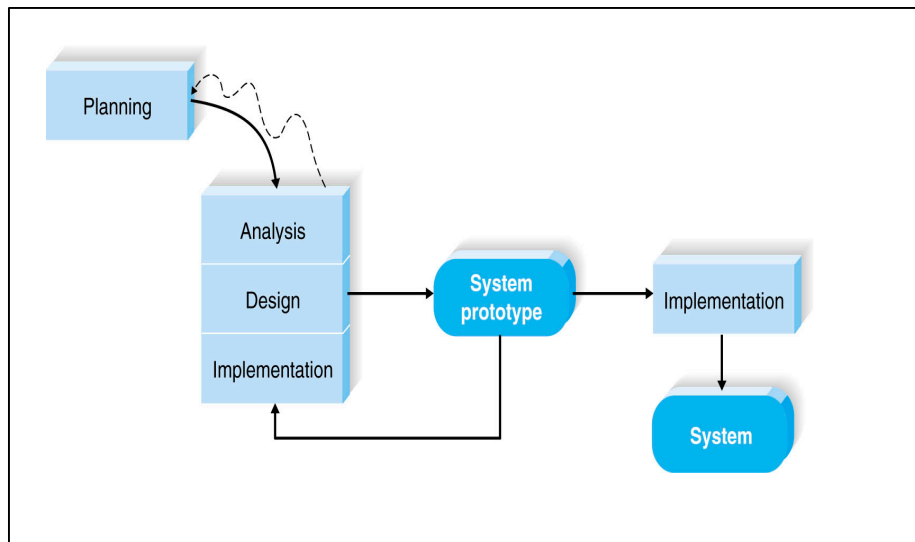 Planning
Analysis
Design
Implementation
System
prototype
Implementation
System